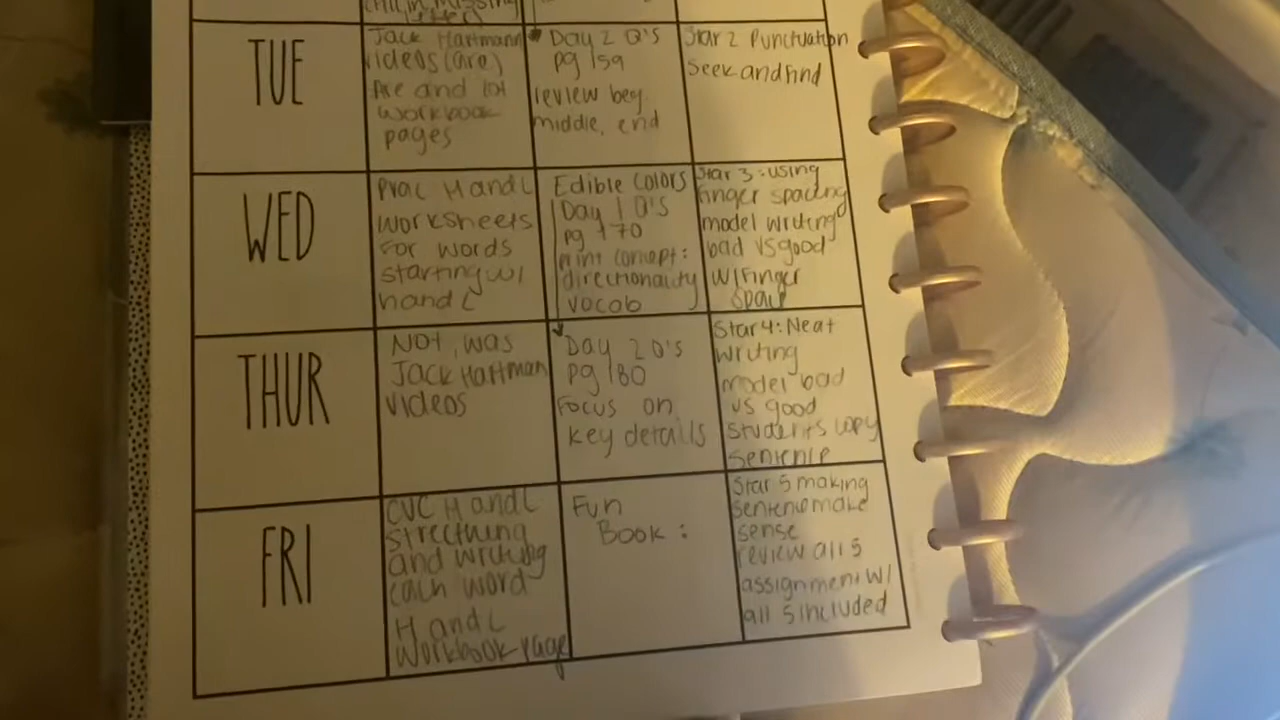 TUE
Jack Hartmann
videos (are)
Are and lol
workbook
pages
Day 2 Q's
pg 159
review beg.
middle, end
Star 2 Punctuation
seek and find
WED
Prac H and L
worksheets
for words
starting w/
h and L
Edible Colors
Day 1 Q's
pg 170
print concept:
directionality
vocab
Star 3: using
finger spacing
model writing
bad vs good
w/ finger
space
THUR
Not, was
Jack Hartman
videos
Day 2 Q's
pg 180
Focus on
key details
Star 4: Neat
writing
model bad
vs good
students copy
sentence
FRI
CVC H and L
stretching
and writing
each word
H and L
Workbook page
Fun
Book:
Star 5 making
sentence make
sense
review all 5
assignment w/
all 5 included